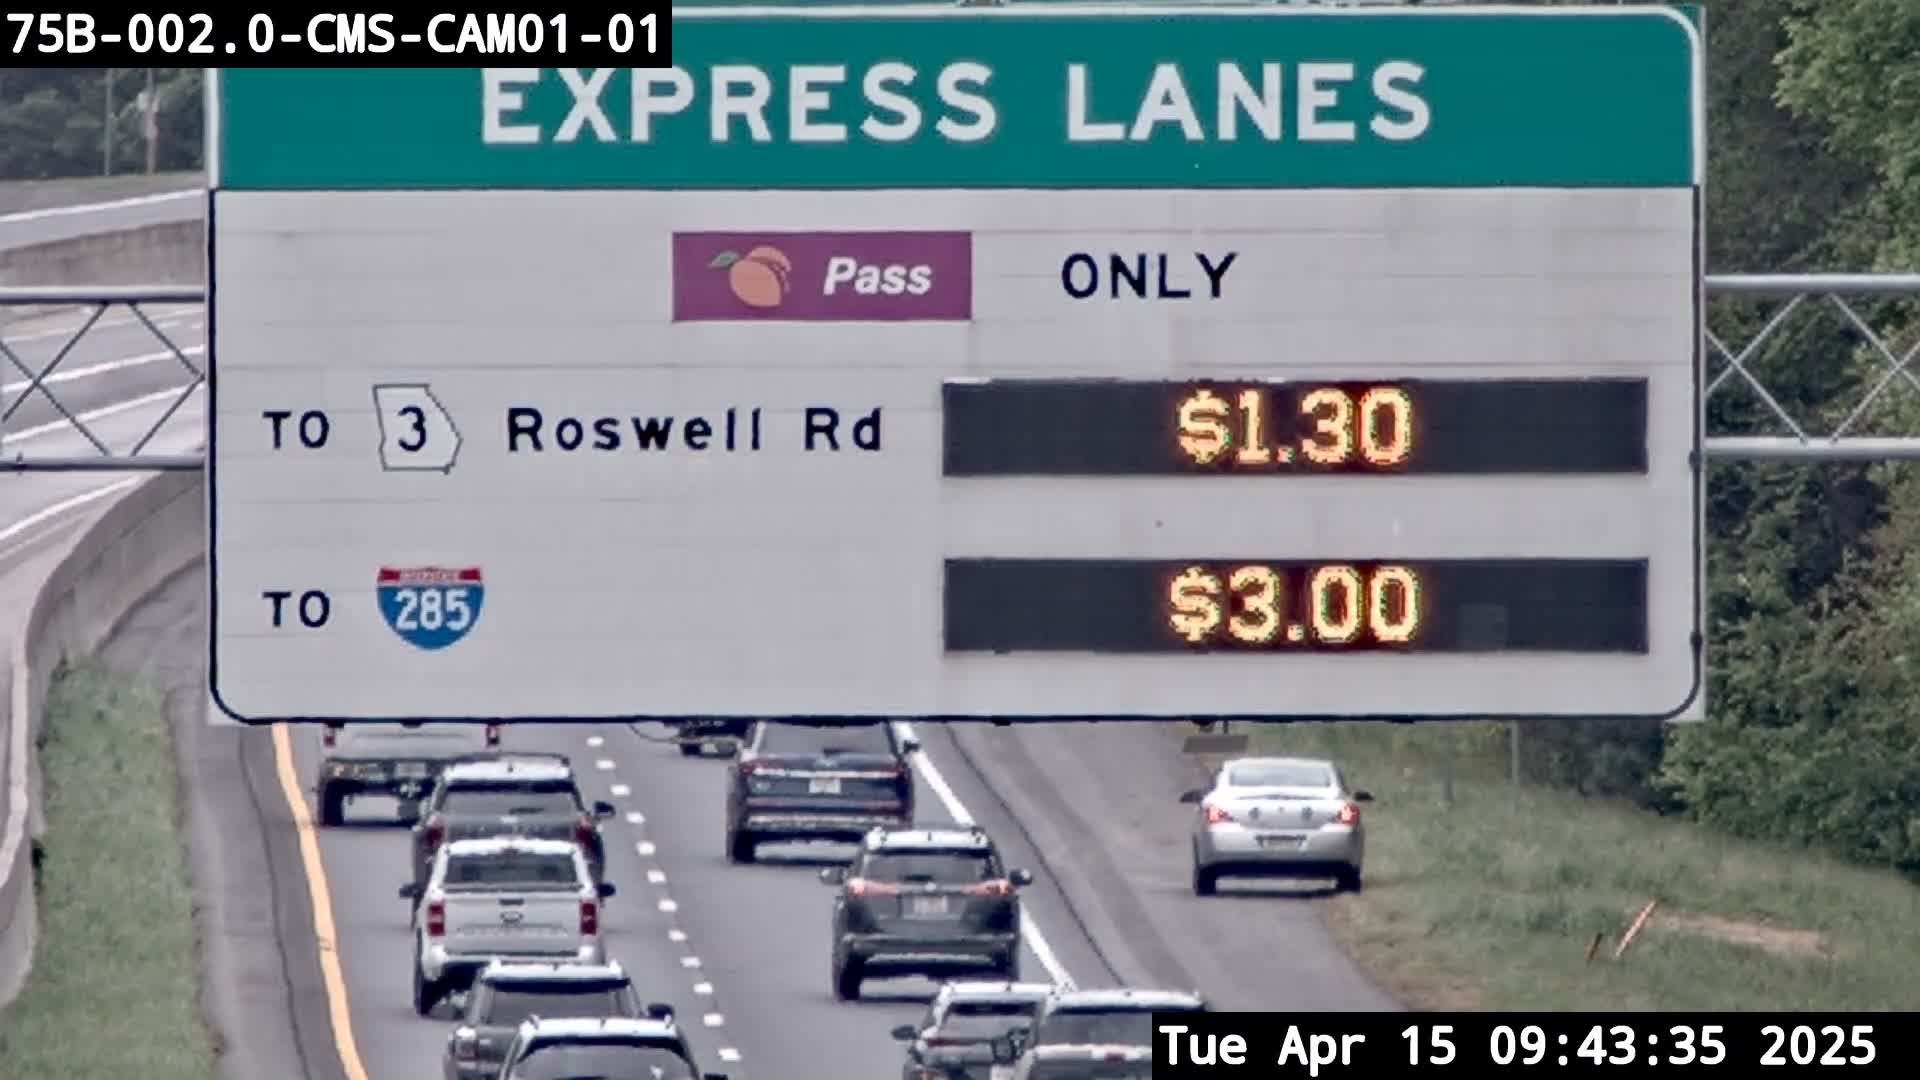 75B-002.0-CMS-CAM01-01
EXPRESS LANES
Pass ONLY
TO 3 Roswell Rd $1.30
TO 285 $3.00
Tue Apr 15 09:43:35 2025